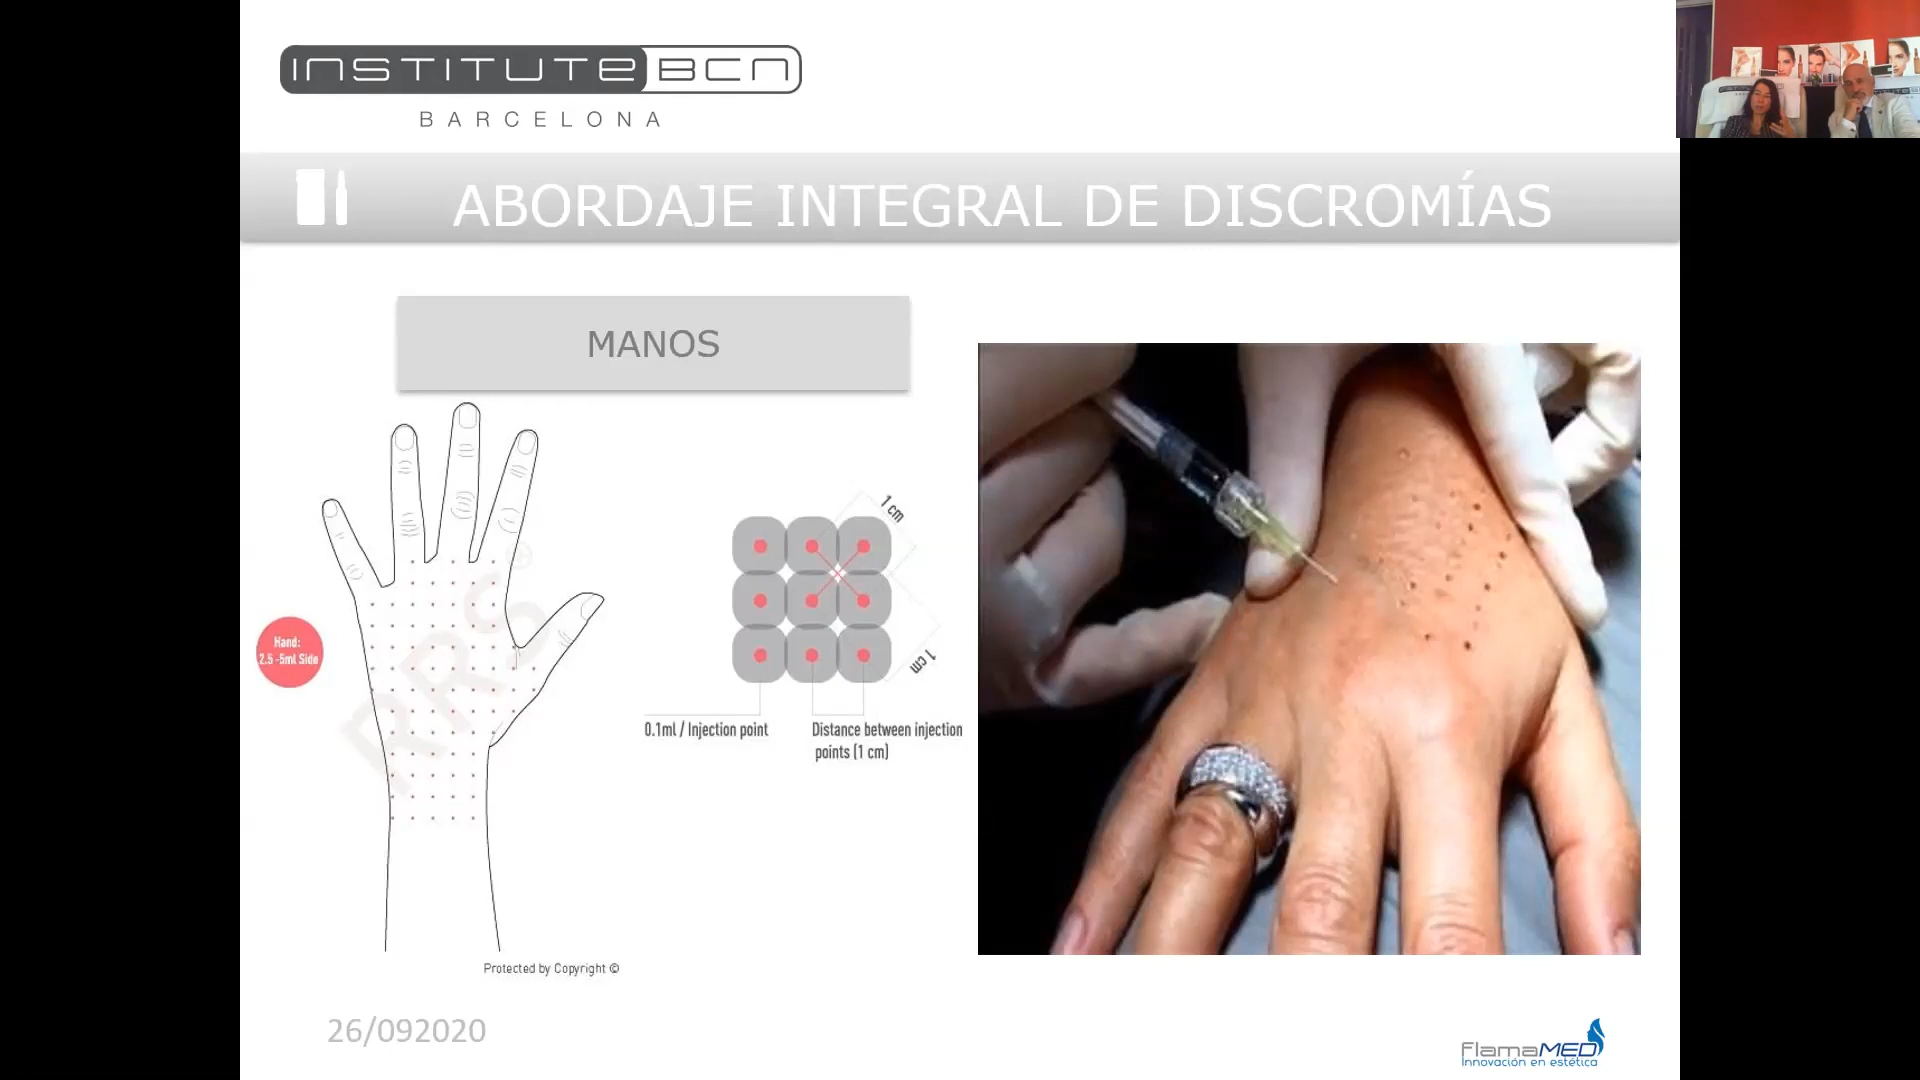 INSTITUTE BCN
BARCELONA
ABORDAJE INTEGRAL DE DISCROMÍAS
MANOS
Hand:
2.5 -5ml Side
RRS®
1 cm
1 cm
0.1ml / Injection point
Distance between injection
points (1 cm)
Protected by Copyright ©
26/092020
FlamaMED
Innovación en estética